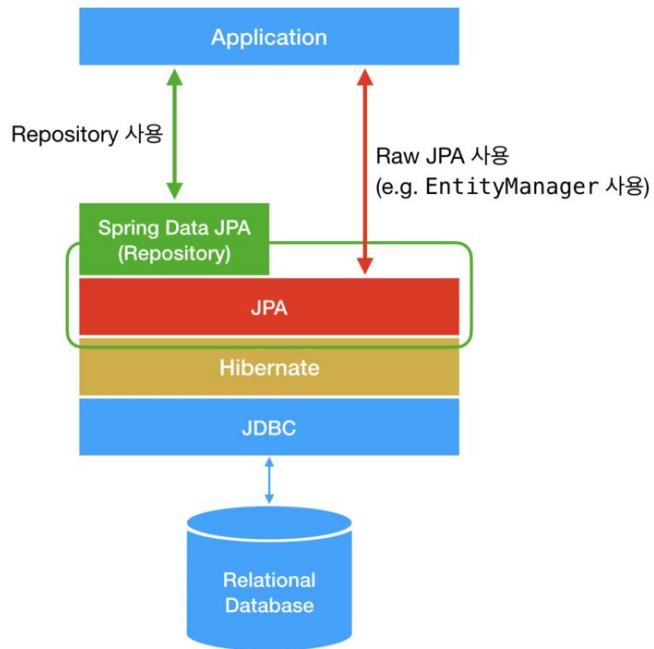 Application
Repository 사용
Raw JPA 사용
(e.g. EntityManager 사용)
Spring Data JPA
(Repository)
JPA
Hibernate
JDBC
Relational
Database